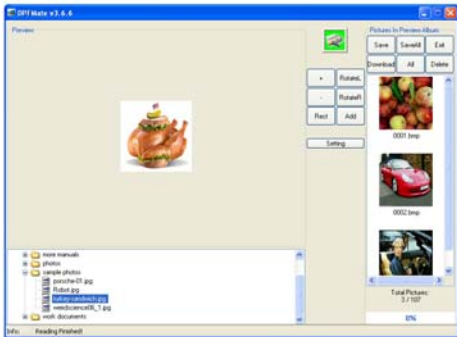 DPFMate v3.6.6
Preview
Pictures In Preview Album
Save
SaveAll
Exit
Download
All
Delete
+
RotateL
-
RotateR
Rect
Add
Setting
0001.bmp
0002.bmp
Total Pictures:
3 / 107
0%
more manuals
photos
sample photos
porsche-01.jpg
Robot.jpg
turkey-sandwich.jpg
weirdscience06_1.jpg
work documents
Info:
Reading Finished!